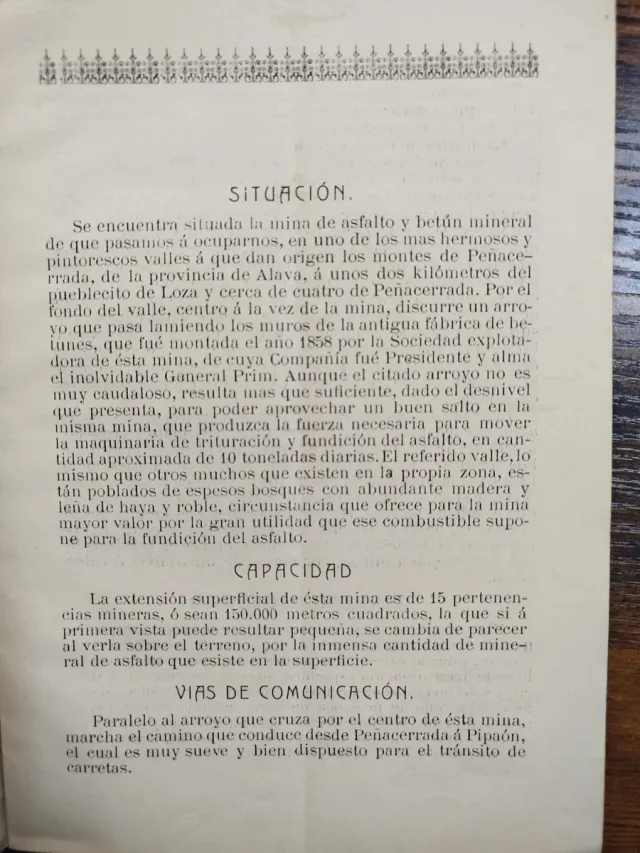 SITUACIÓN.
Se encuentra situada la mina de asfalto y betún mineral
de que pasamos á ocuparnos, en uno de los mas hermosos y
pintorescos valles á que dan origen los montes de Peñace-
rrada, de la provincia de Alava, á unos dos kilómetros del
pueblecito de Loza y cerca de cuatro de Peñacerrada. Por el
fondo del valle, centro á la vez de la mina, discurre un arro-
yo que pasa lamiendo los muros de la antigua fábrica de be-
tunes, que fué montada el año 1858 por la Sociedad explota-
dora de ésta mina, de cuya Compañía fué Presidente y alma
el inolvidable General Prim. Aunque el citado arroyo no es
muy caudaloso, resulta mas que suficiente, dado el desnivel
que presenta, para poder aprovechar un buen salto en la
misma mina, que produzca la fuerza necesaria para mover
la maquinaria de trituración y fundición del asfalto, en can-
tidad aproximada de 10 toneladas diarias. El referido valle, lo
mismo que otros muchos que existen en la propia zona, es-
tán poblados de espesos bosques con abundante madera y
leña de haya y roble, circunstancia que ofrece para la mina
mayor valor por la gran utilidad que ese combustible supo-
ne para la fundición del asfalto.
CAPACIDAD
La extensión superficial de ésta mina es de 15 pertenen-
cias mineras, ó sean 150.000 metros cuadrados, la que si á
primera vista puede resultar pequeña, se cambia de parecer
al verla sobre el terreno, por la inmensa cantidad de mine-
ral de asfalto que esiste en la superficie.
VIAS DE COMUNICACIÓN.
Paralelo al arroyo que cruza por el centro de ésta mina,
marcha el camino que conduce desde Peñacerrada á Pipaón,
el cual es muy sueve y bien dispuesto para el tránsito de
carretas.